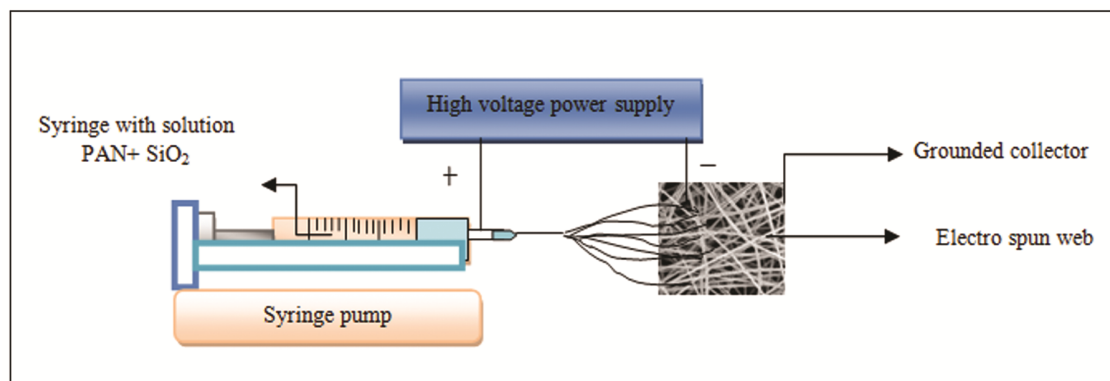 High voltage power supply
Syringe with solution
PAN+ SiO₂
+
–
Grounded collector
Electro spun web
Syringe pump